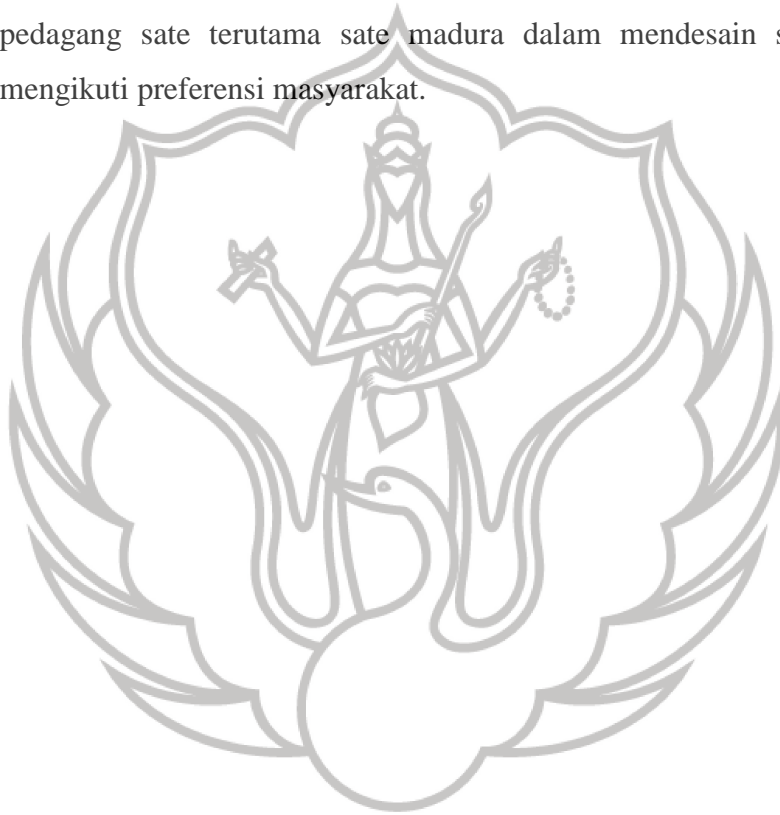 pedagang sate terutama sate madura dalam mendesain s
mengikuti preferensi masyarakat.